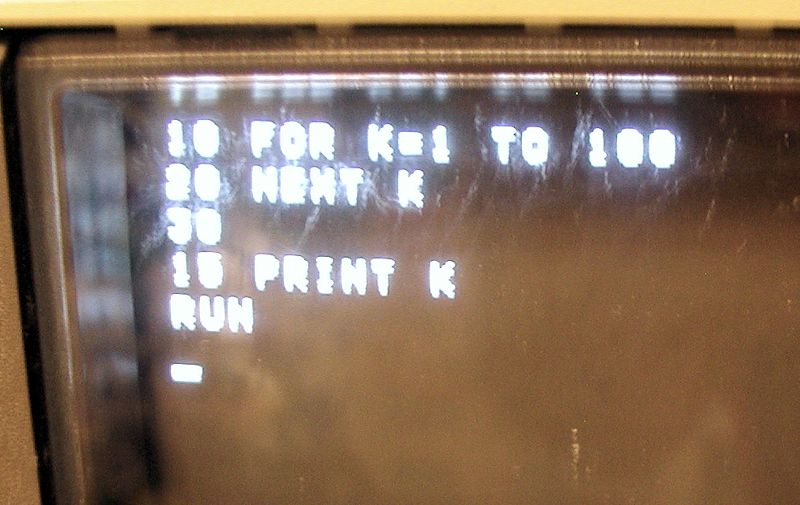 10 FOR K=1 TO 100
20 NEXT K
30
15 PRINT K
RUN